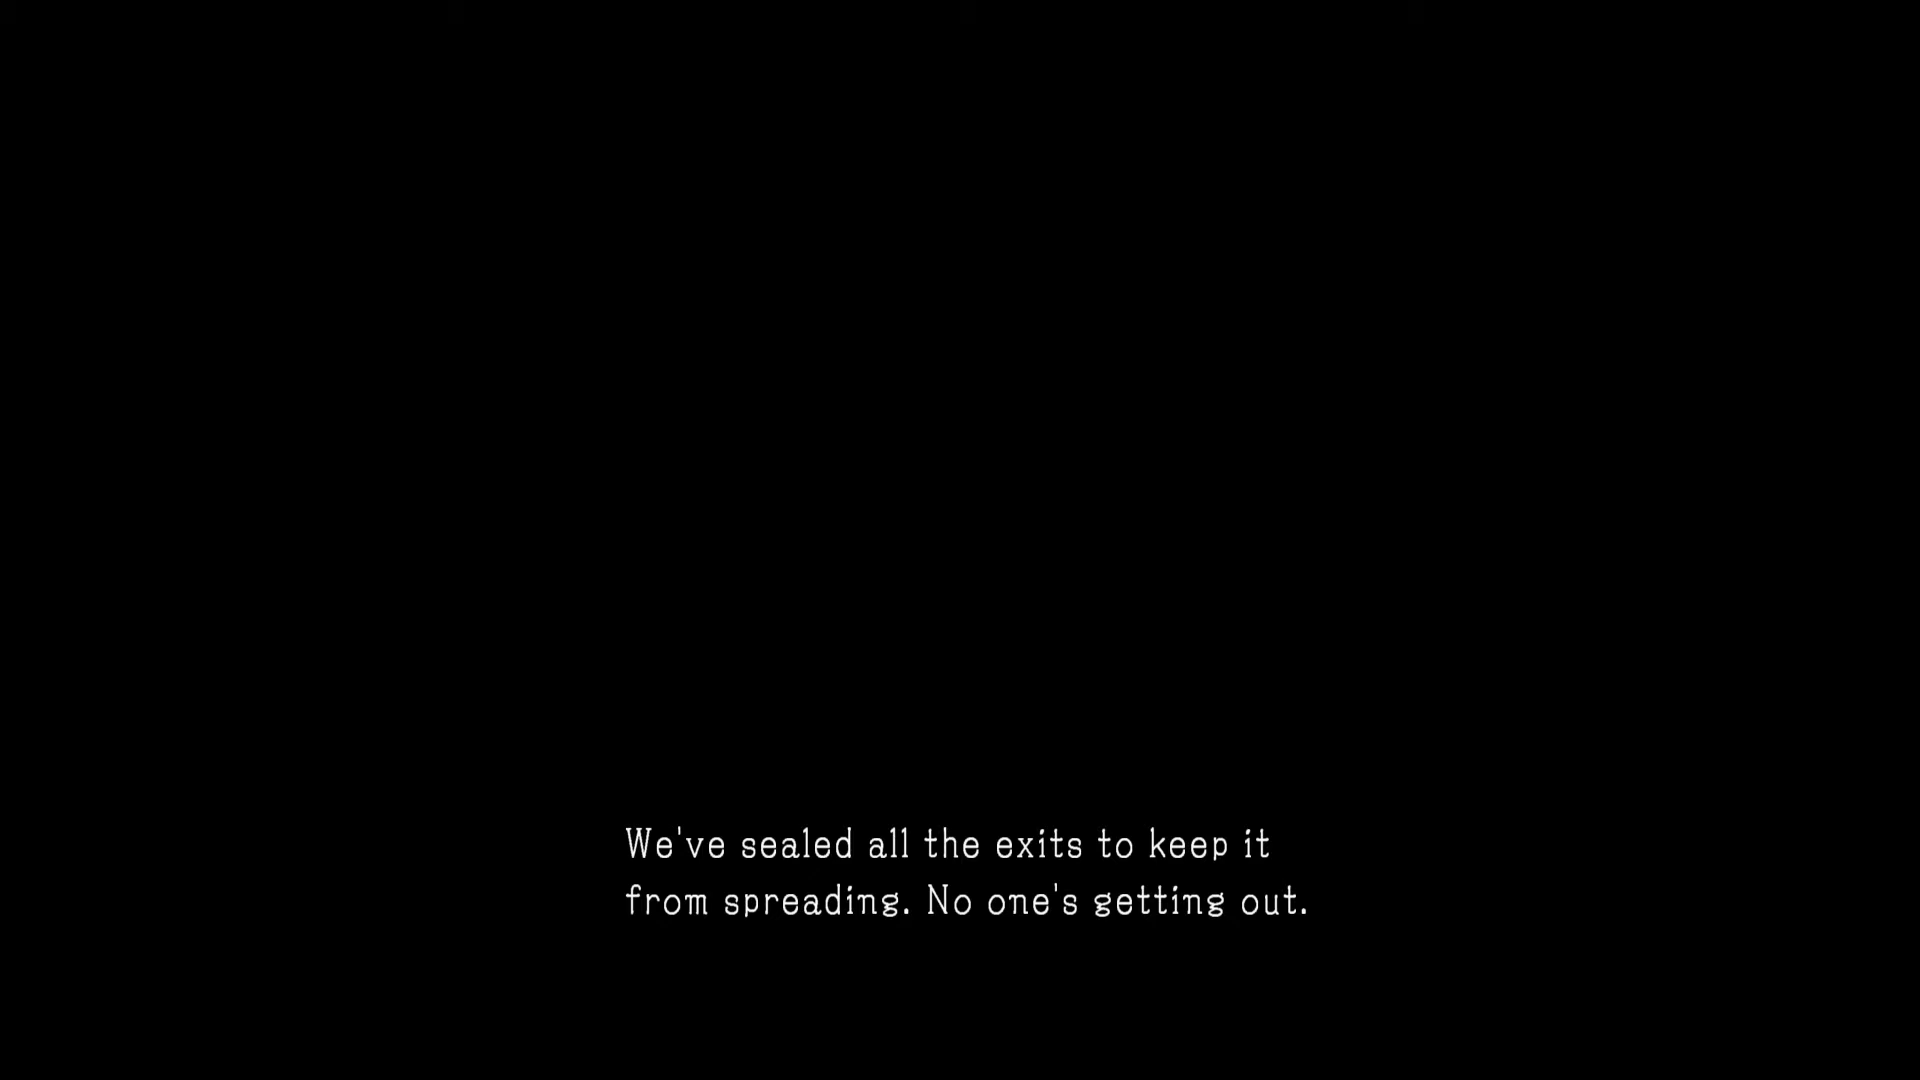 We've sealed all the exits to keep it
from spreading. No one's getting out.